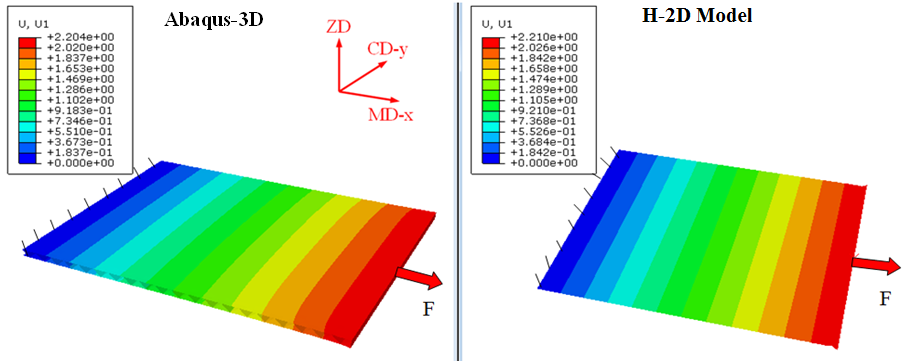 Abaqus-3D
U, U1
+2.204e+00
+2.020e+00
+1.837e+00
+1.653e+00
+1.469e+00
+1.286e+00
+1.102e+00
+9.183e-01
+7.346e-01
+5.510e-01
+3.673e-01
+1.837e-01
+0.000e+00
ZD
CD-y
MD-x
F
H-2D Model
U, U1
+2.210e+00
+2.026e+00
+1.842e+00
+1.658e+00
+1.474e+00
+1.289e+00
+1.105e+00
+9.210e-01
+7.368e-01
+5.526e-01
+3.684e-01
+1.842e-01
+0.000e+00
F